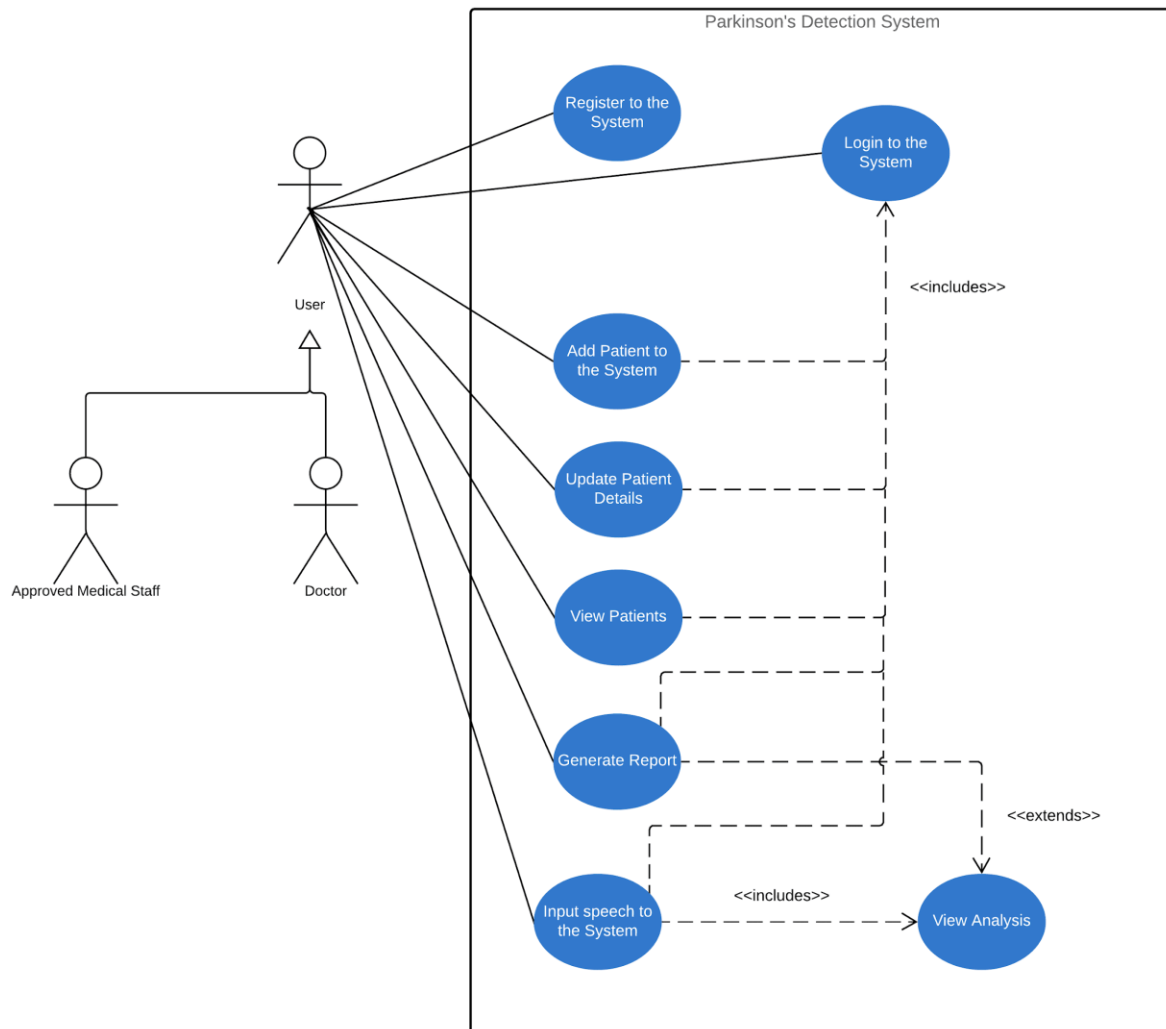 Parkinson's Detection System
Register to the
System
Login to the
System
User
<<includes>>
Add Patient to
the System
Update Patient
Details
Approved Medical Staff
Doctor
View Patients
Generate Report
<<extends>>
Input speech to
the System
<<includes>>
View Analysis